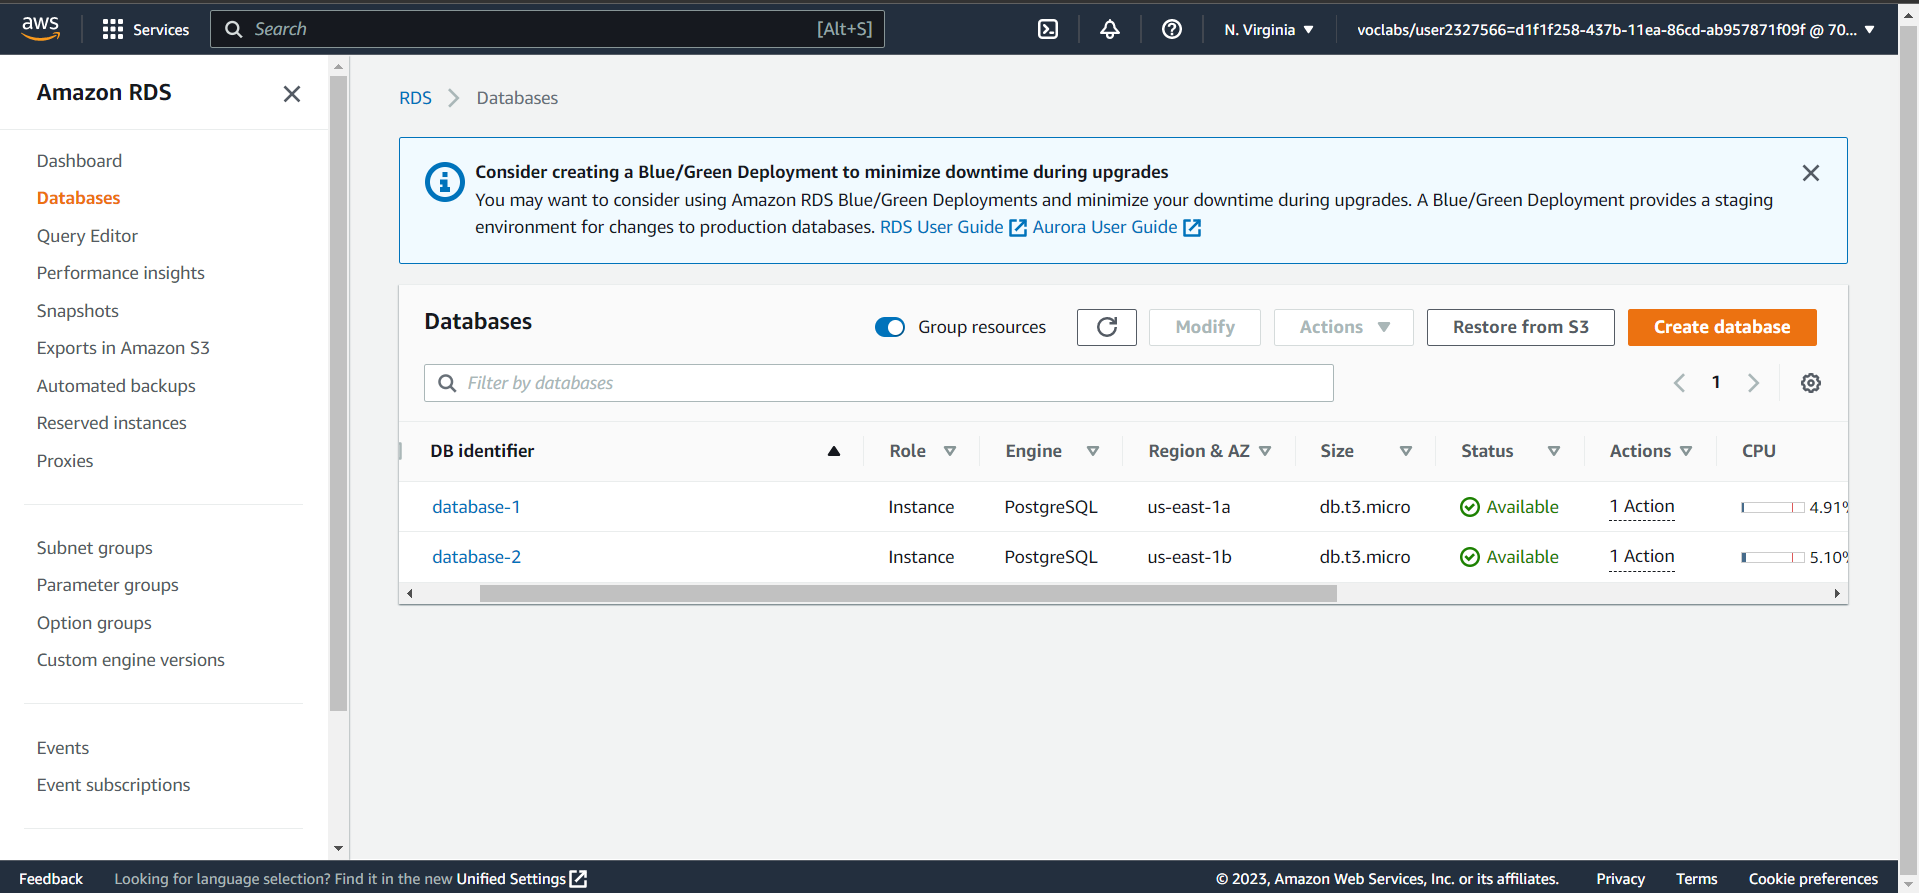 aws
Services
Search
[Alt+S]
N. Virginia
voclabs/user2327566=d1f1f258-437b-11ea-86cd-ab957871f09f @ 70...
Amazon RDS
Dashboard
Databases
Query Editor
Performance insights
Snapshots
Exports in Amazon S3
Automated backups
Reserved instances
Proxies
Subnet groups
Parameter groups
Option groups
Custom engine versions
Events
Event subscriptions
RDS > Databases
Consider creating a Blue/Green Deployment to minimize downtime during upgrades
You may want to consider using Amazon RDS Blue/Green Deployments and minimize your downtime during upgrades. A Blue/Green Deployment provides a staging
environment for changes to production databases. RDS User Guide Aurora User Guide
Databases
Group resources
Modify
Actions
Restore from S3
Create database
Filter by databases
1
DB identifier Role Engine Region & AZ Size Status Actions CPU
database-1 Instance PostgreSQL us-east-1a db.t3.micro Available 1 Action 4.91%
database-2 Instance PostgreSQL us-east-1b db.t3.micro Available 1 Action 5.10%
Feedback
Looking for language selection? Find it in the new Unified Settings
© 2023, Amazon Web Services, Inc. or its affiliates.
Privacy
Terms
Cookie preferences